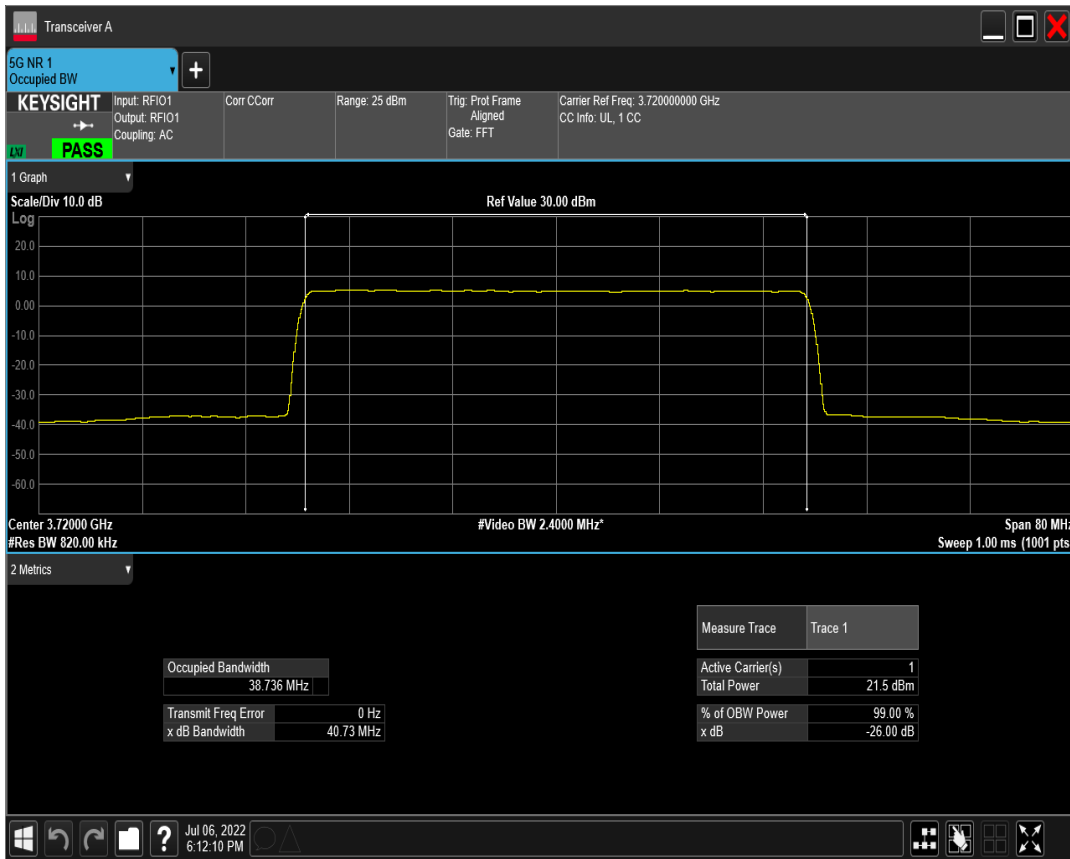 Transceiver A
5G NR 1
Occupied BW
KEYSIGHT
LXI
PASS
Input: RFIO1
Output: RFIO1
Coupling: AC
Corr CCorr
Range: 25 dBm
Trig: Prot Frame
Aligned
Gate: FFT
Carrier Ref Freq: 3.720000000 GHz
CC Info: UL, 1 CC
1 Graph
Scale/Div 10.0 dB
Ref Value 30.00 dBm
Log
20.0
10.0
0.00
-10.0
-20.0
-30.0
-40.0
-50.0
-60.0
Center 3.72000 GHz
#Video BW 2.4000 MHz*
Span 80 MHz
#Res BW 820.00 kHz
Sweep 1.00 ms (1001 pts
2 Metrics
Measure Trace Trace 1
Occupied Bandwidth
38.736 MHz
Active Carrier(s) 1
Total Power 21.5 dBm
Transmit Freq Error 0 Hz
x dB Bandwidth 40.73 MHz
% of OBW Power 99.00 %
x dB -26.00 dB
?
Jul 06, 2022
6:12:10 PM